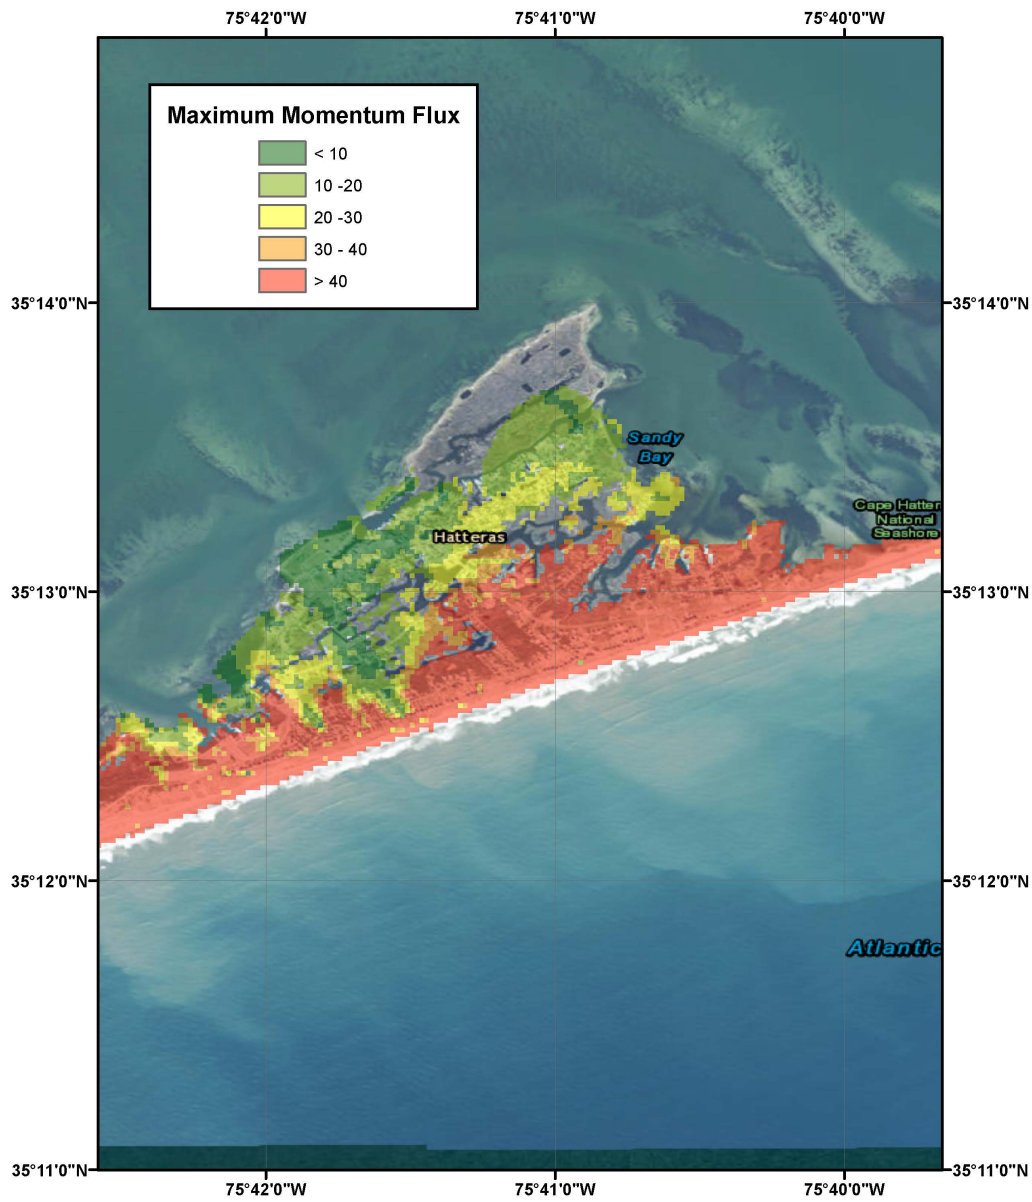 75°42'0"W 75°41'0"W 75°40'0"W
Maximum Momentum Flux
< 10
10 -20
20 -30
30 - 40
> 40
35°14'0"N 35°14'0"N
Sandy
Bay
Cape Hatter
National
Seashore
Hatteras
35°13'0"N 35°13'0"N
35°12'0"N 35°12'0"N
Atlantic
35°11'0"N 35°11'0"N
75°42'0"W 75°41'0"W 75°40'0"W